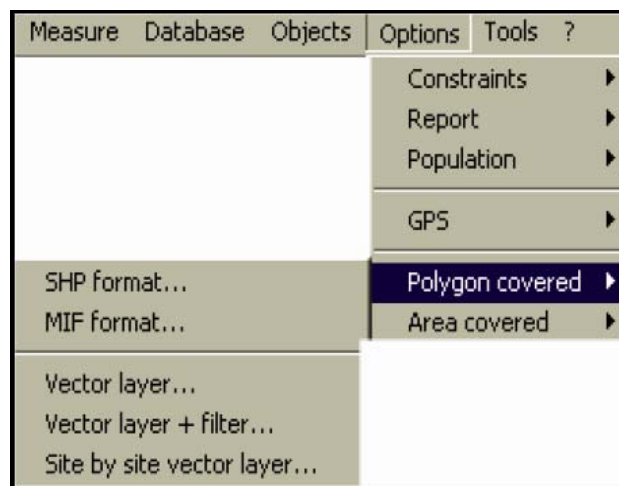 Measure Database Objects Options Tools ?
Constraints
Report
Population
GPS
Polygon covered
Area covered
SHP format...
MIF format...
Vector layer...
Vector layer + filter...
Site by site vector layer...